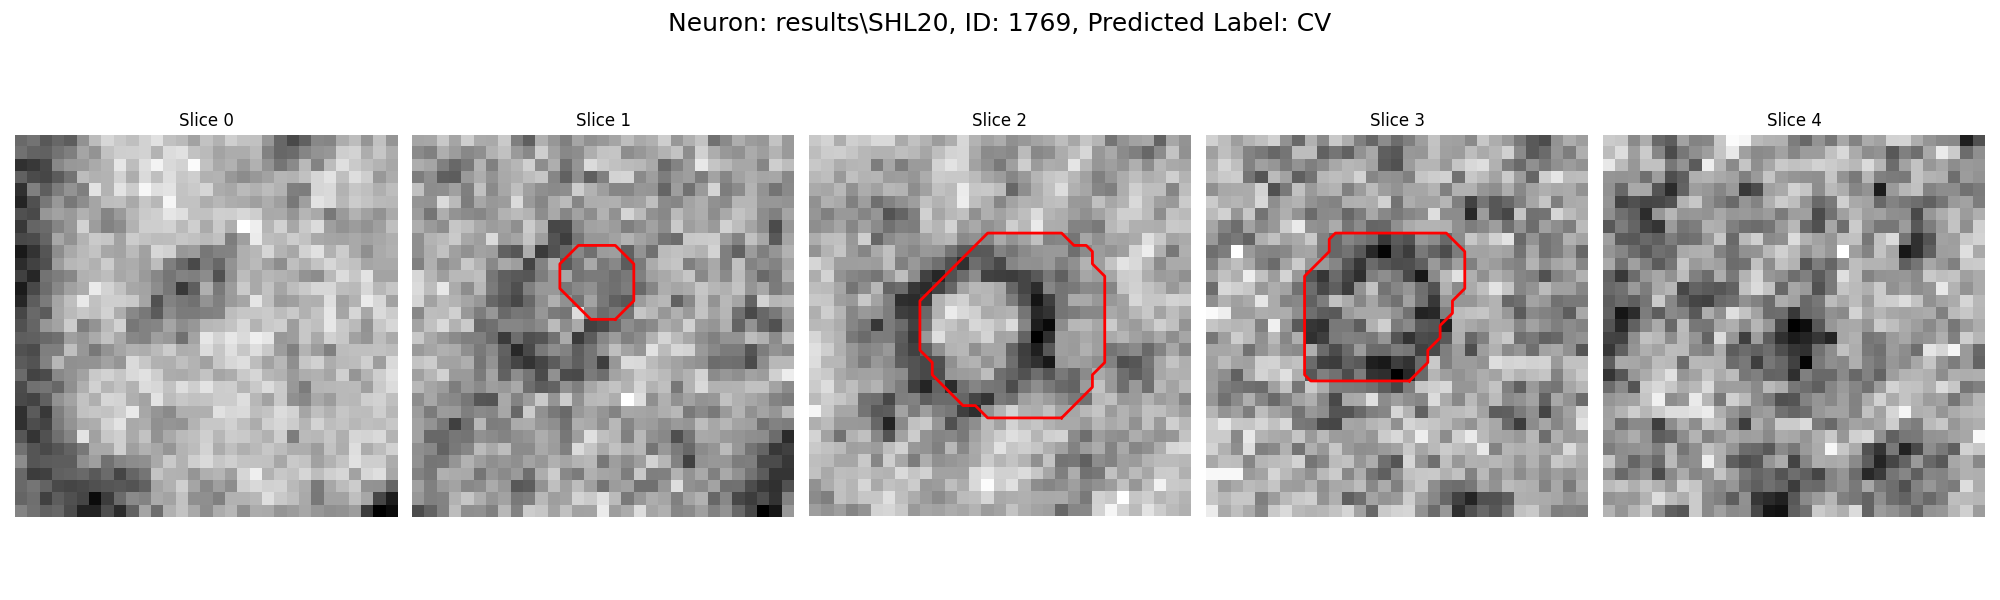 Neuron: results\SHL20, ID: 1769, Predicted Label: CV
Slice 0
Slice 1
Slice 2
Slice 3
Slice 4